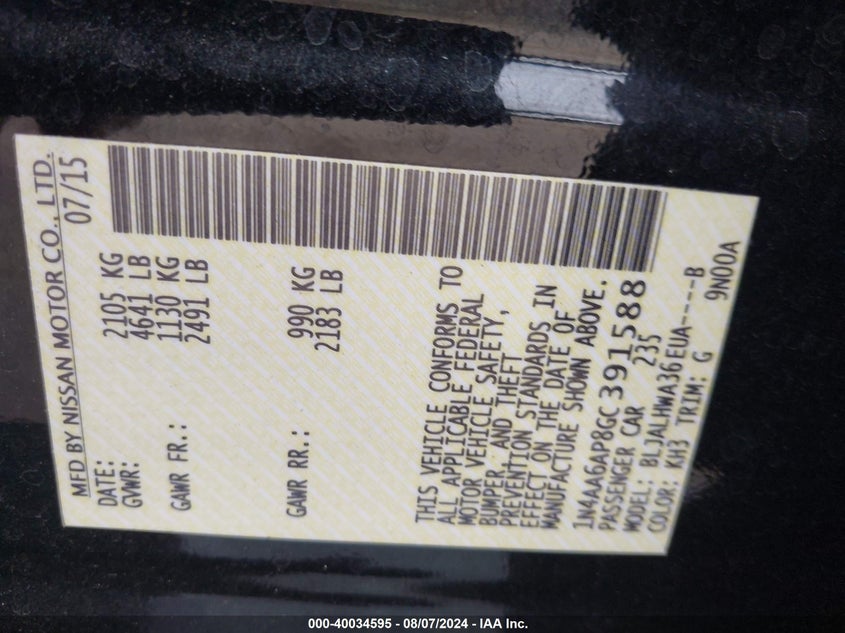 MFD BY NISSAN MOTOR CO., LTD.
DATE: 07/15
GVWR: 2105 KG
4641 LB
GAWR FR.: 1130 KG
2491 LB
GAWR RR.: 990 KG
2183 LB
THIS VEHICLE CONFORMS TO
ALL APPLICABLE FEDERAL
MOTOR VEHICLE SAFETY,
BUMPER, AND THEFT
PREVENTION STANDARDS IN
EFFECT ON THE DATE OF
MANUFACTURE SHOWN ABOVE.
1N4AA6AP8GC391588
PASSENGER CAR 235
MODEL: BLJALHWA36EUA----B
COLOR: KH3 TRIM: G 9N00A
000-40034595 - 08/07/2024 - IAA Inc.